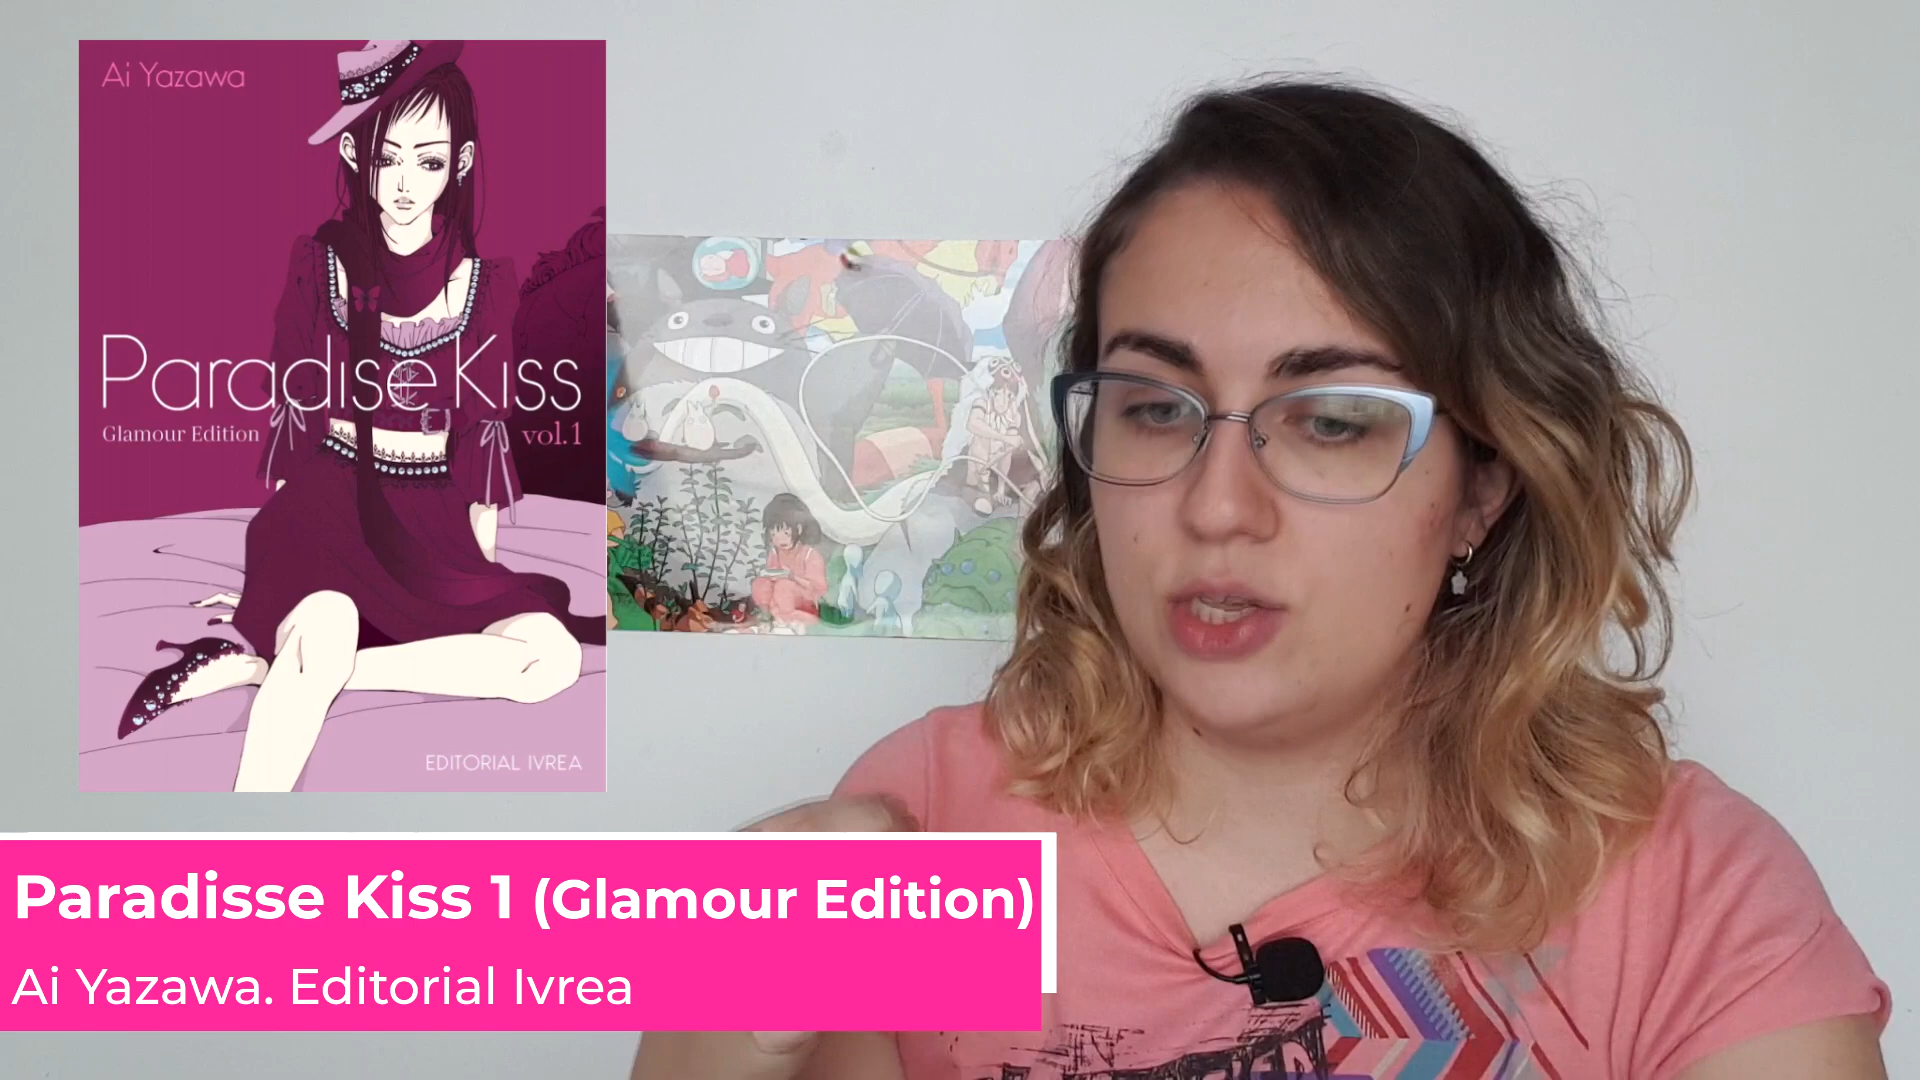 Ai Yazawa
Paradise Kiss
Glamour Edition vol.1
EDITORIAL IVREA
Paradisse Kiss 1 (Glamour Edition)
Ai Yazawa. Editorial Ivrea